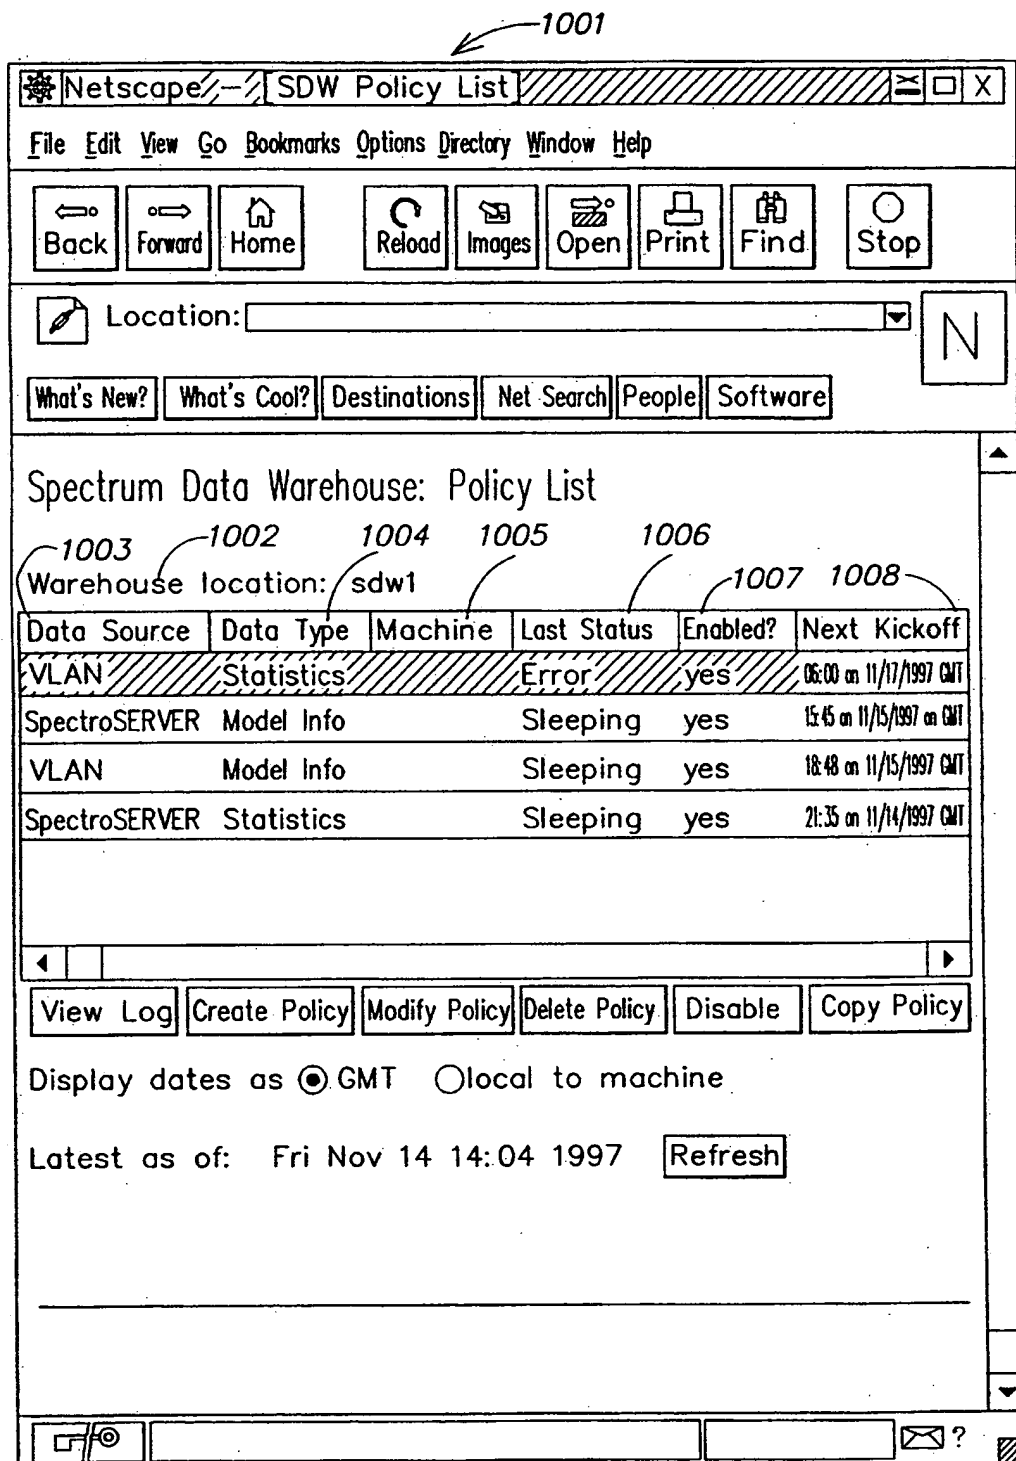 1001
Netscape - [SDW Policy List] X
File Edit View Go Bookmarks Options Directory Window Help
Back Forward Home Reload Images Open Print Find Stop
Location: N
What's New? What's Cool? Destinations Net Search People Software
Spectrum Data Warehouse: Policy List
1003 1002 1004 1005 1006
Warehouse location: sdw1 1007 1008
Data Source Data Type Machine Last Status Enabled? Next Kickoff
VLAN Statistics Error yes 06:00 on 11/17/1997 GMT
SpectroSERVER Model Info Sleeping yes 15:45 on 11/15/1997 on GMT
VLAN Model Info Sleeping yes 18:48 on 11/15/1997 GMT
SpectroSERVER Statistics Sleeping yes 21:35 on 11/14/1997 GMT
View Log Create Policy Modify Policy Delete Policy Disable Copy Policy
Display dates as GMT local to machine
Latest as of: Fri Nov 14 14:04 1997 Refresh
?